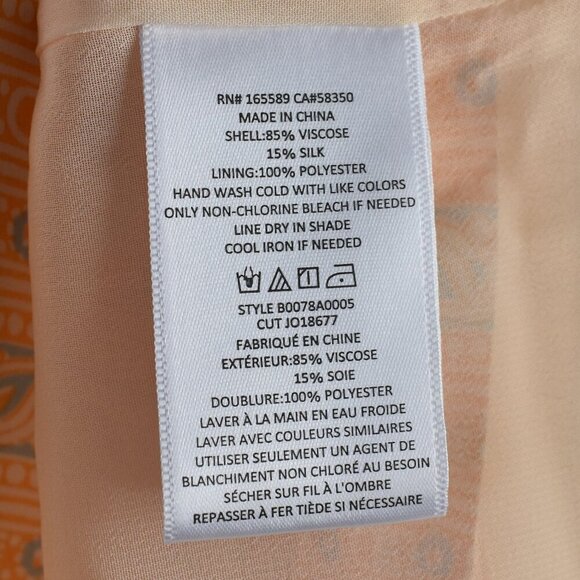 RN# 165589 CA#58350
MADE IN CHINA
SHELL:85% VISCOSE
15% SILK
LINING:100% POLYESTER
HAND WASH COLD WITH LIKE COLORS
ONLY NON-CHLORINE BLEACH IF NEEDED
LINE DRY IN SHADE
COOL IRON IF NEEDED
STYLE B0078A0005
CUT JO18677
FABRIQUÉ EN CHINE
EXTÉRIEUR:85% VISCOSE
15% SOIE
DOUBLURE:100% POLYESTER
LAVER À LA MAIN EN EAU FROIDE
LAVER AVEC COULEURS SIMILAIRES
UTILISER SEULEMENT UN AGENT DE
BLANCHIMENT NON CHLORÉ AU BESOIN
SÉCHER SUR FIL À L'OMBRE
REPASSER À FER TIÈDE SI NÉCESSAIRE